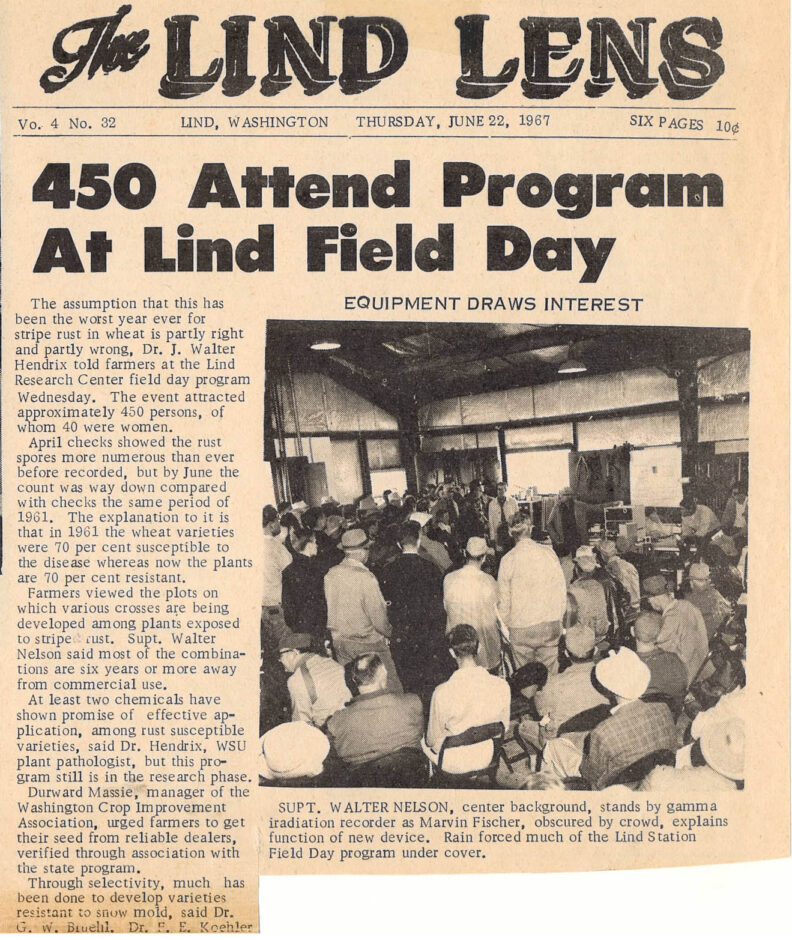 The LIND LENS
Vo. 4 No. 32 LIND, WASHINGTON THURSDAY, JUNE 22, 1967 SIX PAGES 10¢
450 Attend Program
At Lind Field Day
The assumption that this has
been the worst year ever for
stripe rust in wheat is partly right
and partly wrong, Dr. J. Walter
Hendrix told farmers at the Lind
Research Center field day program
Wednesday. The event attracted
approximately 450 persons, of
whom 40 were women.
April checks showed the rust
spores more numerous than ever
before recorded, but by June the
count was way down compared
with checks the same period of
1961. The explanation to it is
that in 1961 the wheat varieties
were 70 per cent susceptible to
the disease whereas now the plants
are 70 per cent resistant.
Farmers viewed the plots on
which various crosses are being
developed among plants exposed
to stripe rust. Supt. Walter
Nelson said most of the combina-
tions are six years or more away
from commercial use.
At least two chemicals have
shown promise of effective ap-
plication, among rust susceptible
varieties, said Dr. Hendrix, WSU
plant pathologist, but this pro-
gram still is in the research phase.
Durward Massie, manager of the
Washington Crop Improvement
Association, urged farmers to get
their seed from reliable dealers,
verified through association with
the state program.
Through selectivity, much has
been done to develop varieties
resistant to snow mold, said Dr.
G. W. Bruehl. Dr. F. E. Koehler
EQUIPMENT DRAWS INTEREST
SUPT. WALTER NELSON, center background, stands by gamma
iradiation recorder as Marvin Fischer, obscured by crowd, explains
function of new device. Rain forced much of the Lind Station
Field Day program under cover.